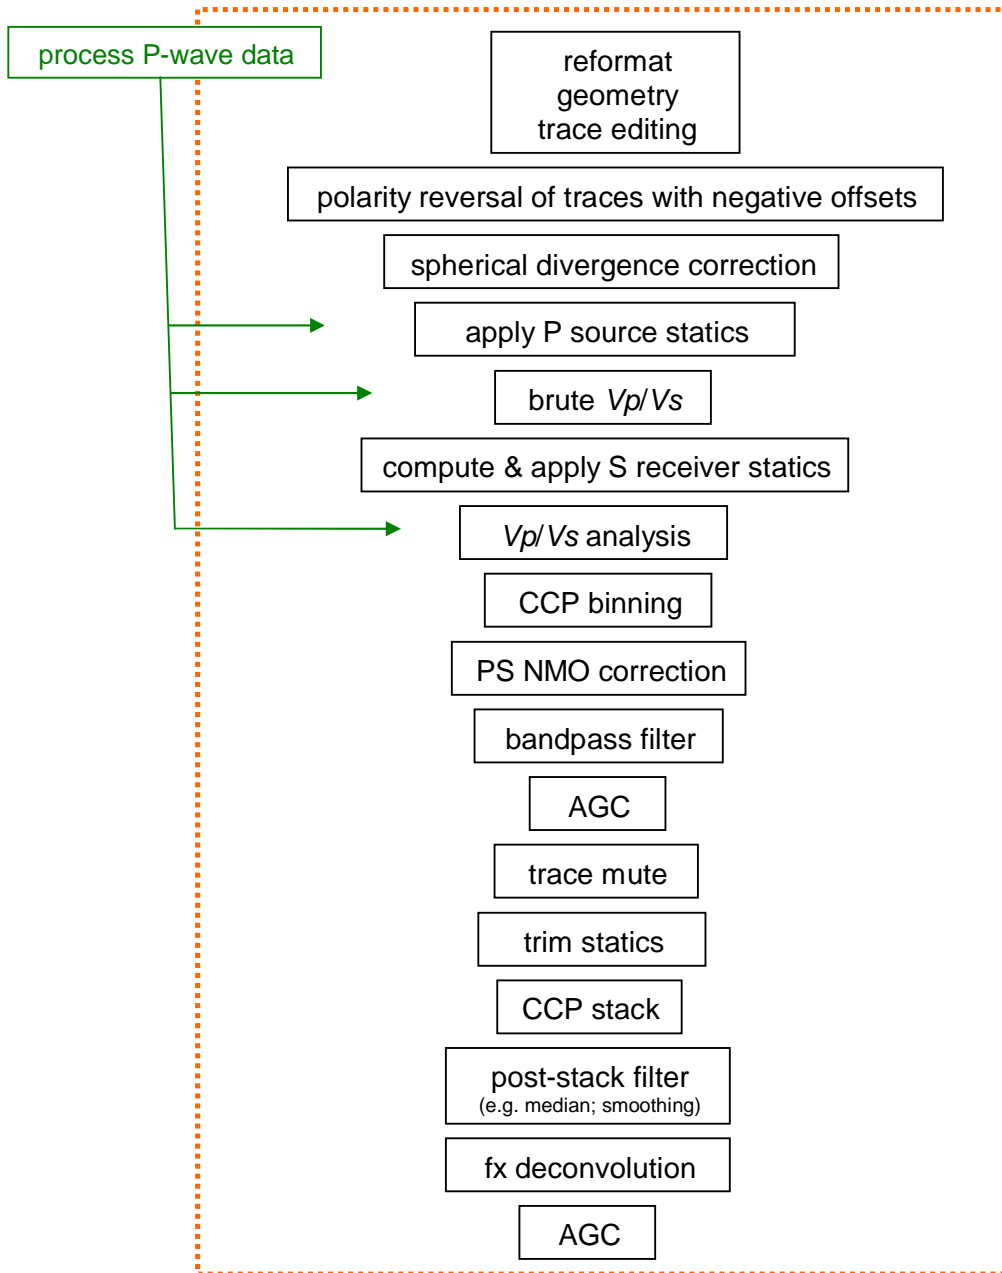 process P-wave data
reformat
geometry
trace editing
polarity reversal of traces with negative offsets
spherical divergence correction
apply P source statics
brute Vp/Vs
compute & apply S receiver statics
Vp/Vs analysis
CCP binning
PS NMO correction
bandpass filter
AGC
trace mute
trim statics
CCP stack
post-stack filter
(e.g. median; smoothing)
fx deconvolution
AGC